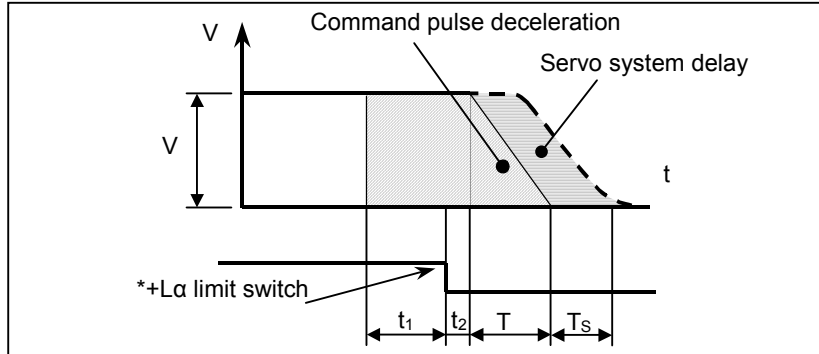 Command pulse deceleration
V
Servo system delay
V
t
*+Lα limit switch
t₁ t₂ T Tₛ